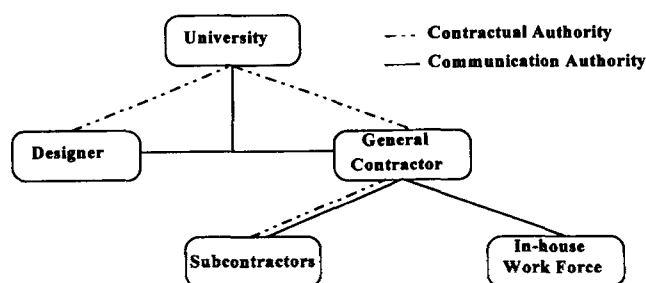 University
Contractual Authority
Communication Authority
Designer
General
Contractor
Subcontractors
In-house
Work Force